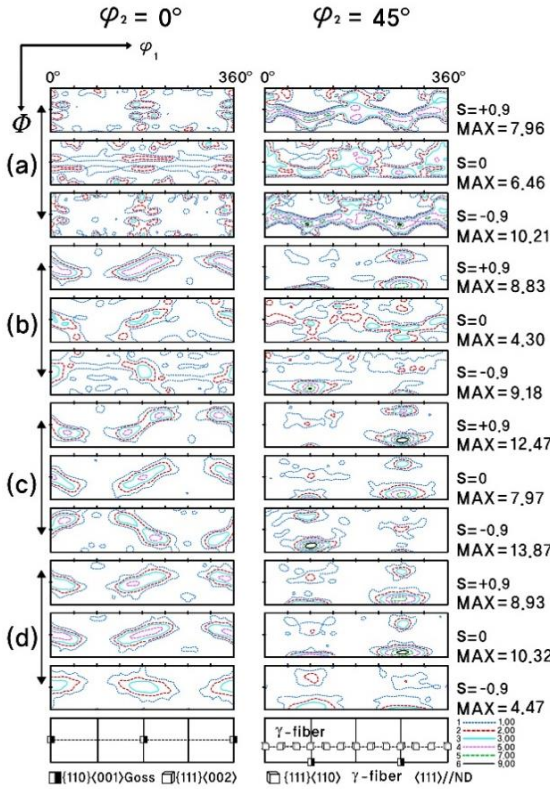 φ₂ = 0° φ₂ = 45°
φ₁
Φ
0° 360° 0° 360°
S=+0.9
MAX=7.96
(a) S=0
MAX=6.46
S=-0.9
MAX=10.21
S=+0.9
MAX=8.83
(b) S=0
MAX=4.30
S=-0.9
MAX=9.18
S=+0.9
MAX=12.47
(c) S=0
MAX=7.97
S=-0.9
MAX=13.87
S=+0.9
MAX=8.93
(d) S=0
MAX=10.32
S=-0.9
MAX=4.47
γ-fiber
1 1.00
2 2.00
3 3.00
4 5.00
5 7.00
6 9.00
{110}⟨001⟩Goss {111}⟨002⟩ {111}⟨110⟩ γ-fiber ⟨111⟩//ND